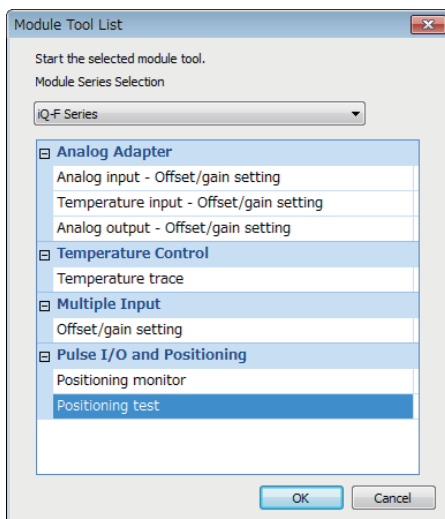 Module Tool List
Start the selected module tool.
Module Series Selection
iQ-F Series
Analog Adapter
Analog input - Offset/gain setting
Temperature input - Offset/gain setting
Analog output - Offset/gain setting
Temperature Control
Temperature trace
Multiple Input
Offset/gain setting
Pulse I/O and Positioning
Positioning monitor
Positioning test
OK Cancel